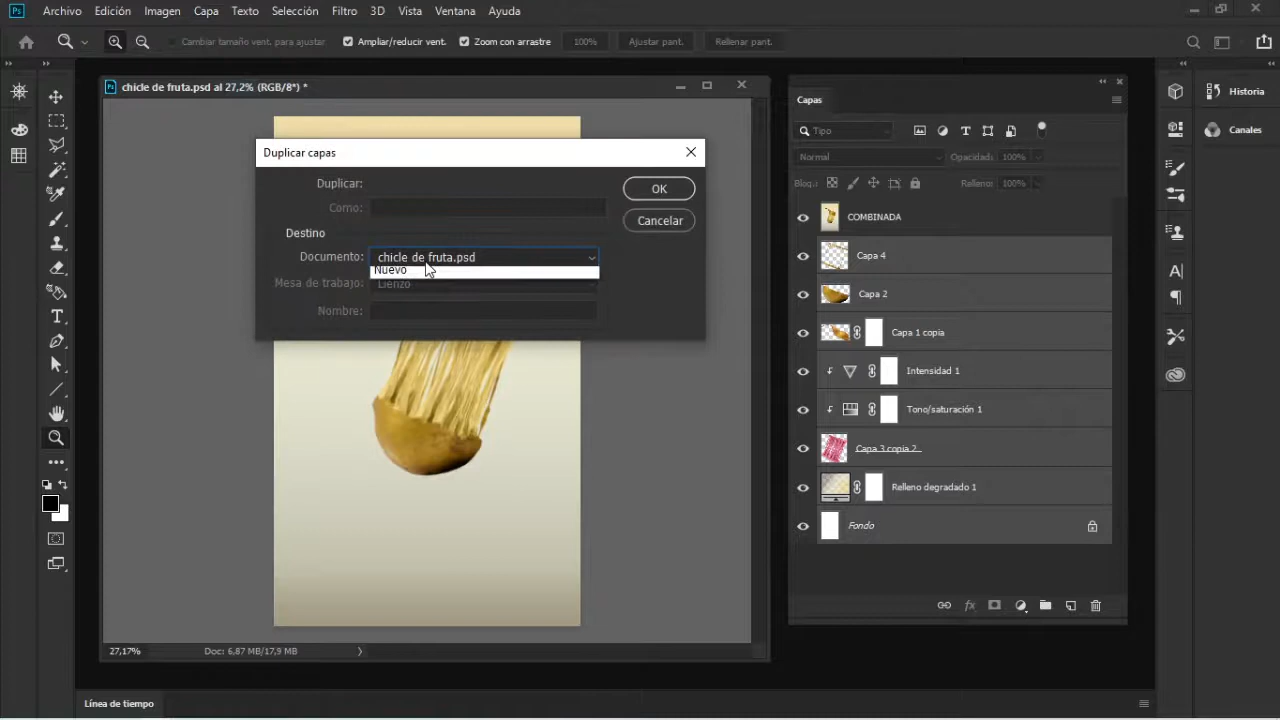 Ps Archivo Edición Imagen Capa Texto Selección Filtro 3D Vista Ventana Ayuda
Cambiar tamaño vent. para ajustar Ampliar/reducir vent. Zoom con arrastre 100% Ajustar pant. Rellenar pant.
chicle de fruta.psd al 27,2% (RGB/8*) *
Duplicar capas
Duplicar:
Como:
OK
Cancelar
Destino
Documento: chicle de fruta.psd
Nuevo
Mesa de trabajo: Lienzo
Nombre:
27,17% Doc: 6,87 MB/17,9 MB
Línea de tiempo
Capas
Tipo
Normal Opacidad: 100%
Bloq.: Relleno: 100%
COMBINADA
Capa 4
Capa 2
Capa 1 copia
Intensidad 1
Tono/saturación 1
Capa 3 copia 2
Relleno degradado 1
Fondo
fx
Historia
Canales